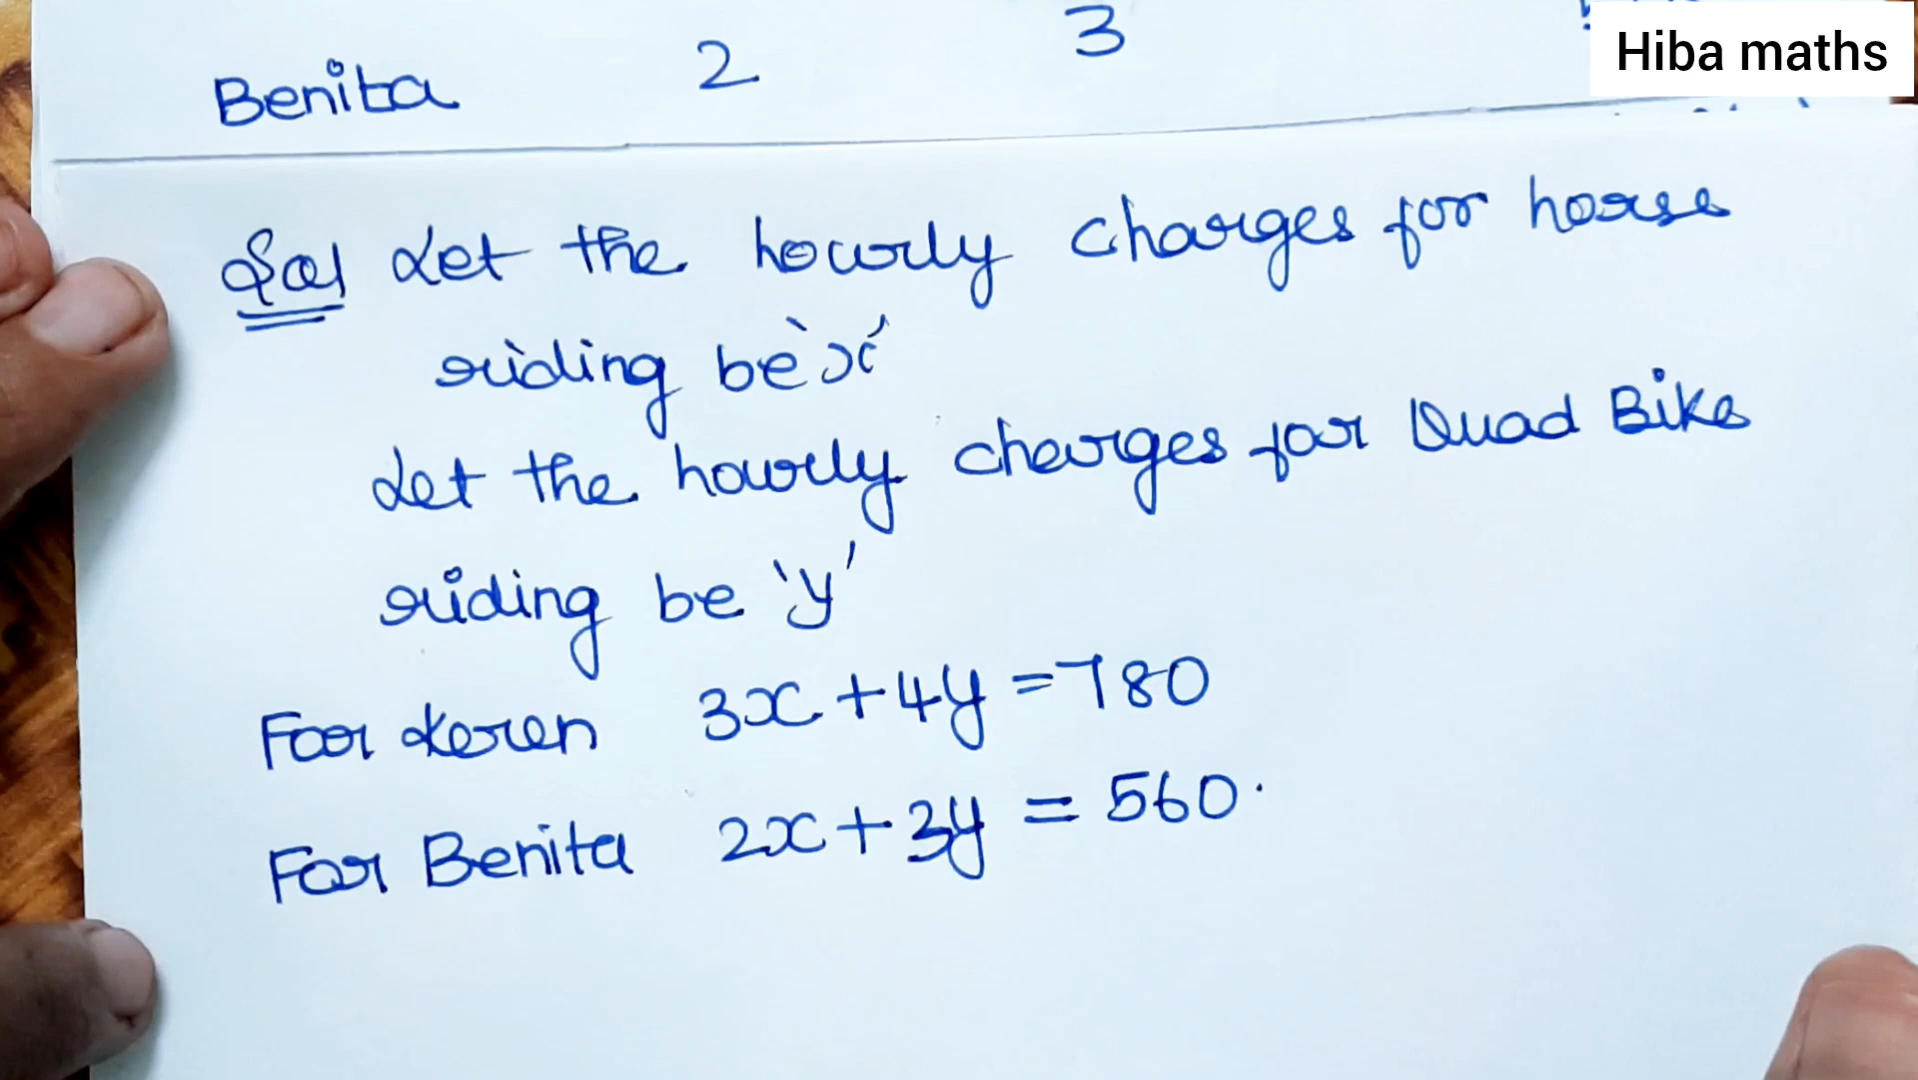 Hiba maths
Benita 2 3
Sol Let the hourly charges for horse
riding be 'x'
Let the hourly charges for Quad Bike
riding be 'y'
For Keren 3x + 4y = 780
For Benita 2x + 3y = 560.